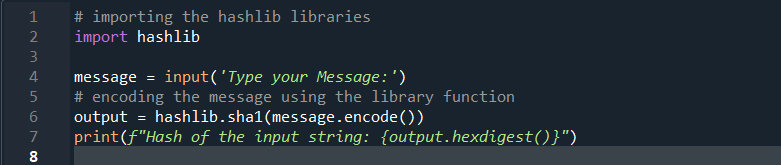 1 # importing the hashlib libraries
2 import hashlib
3
4 message = input('Type your Message:')
5 # encoding the message using the library function
6 output = hashlib.sha1(message.encode())
7 print(f"Hash of the input string: {output.hexdigest()}")
8